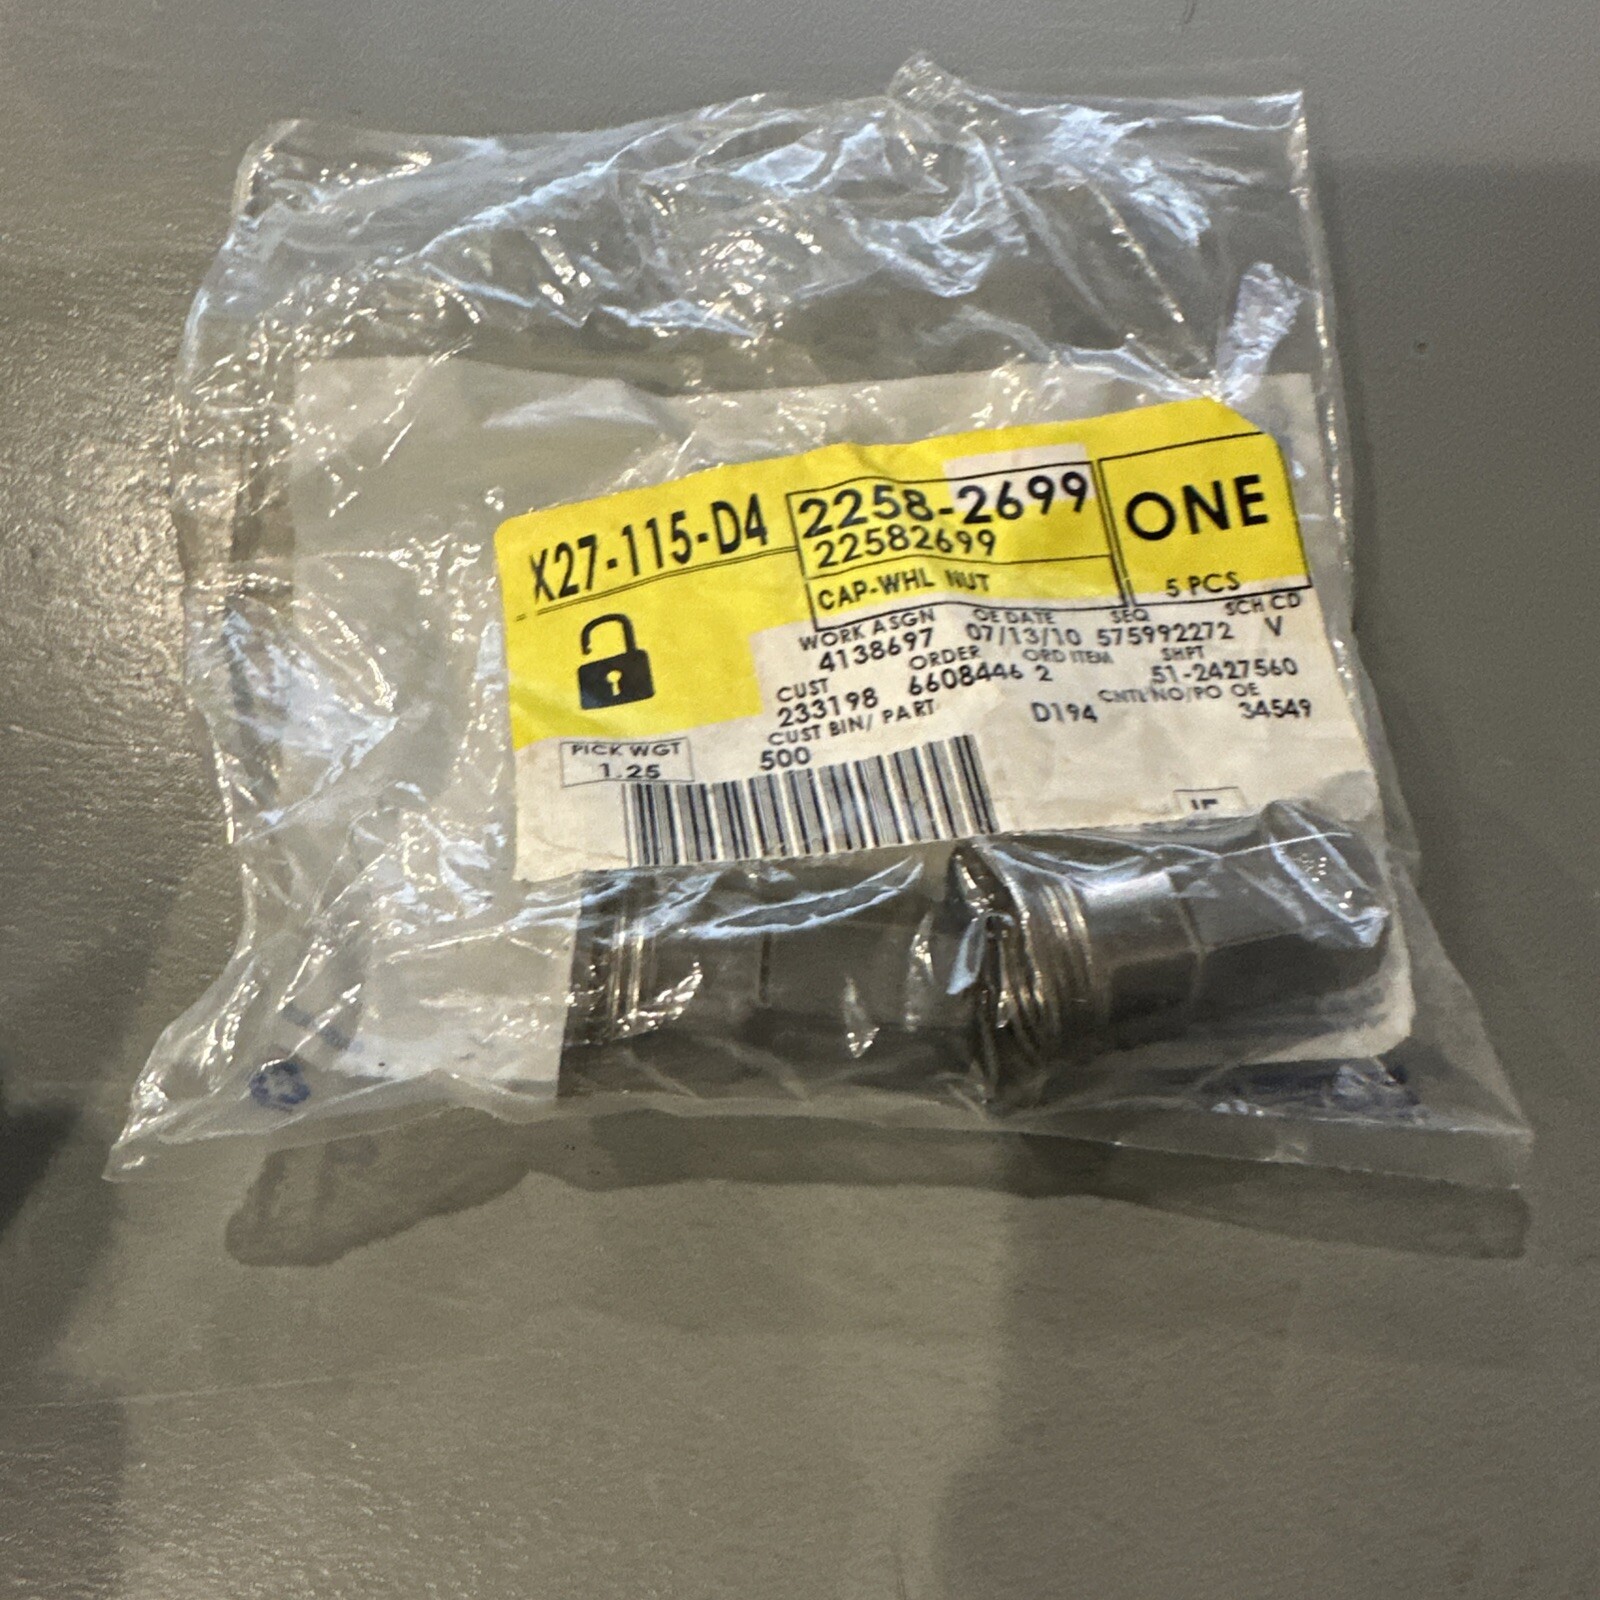 K27-115-D4
2258-2699
22582699
CAP-WHL NUT
ONE
5 PCS
WORK ASGN OE DATE SEQ SCH CD
4138697 07/13/10 575992272 V
CUST ORDER ORD ITEM SHPT
233198 6608446 2 51-2427560
CUST BIN/ PART CNTL NO/PO OE
500 D194 34549
PICK WGT
1.25